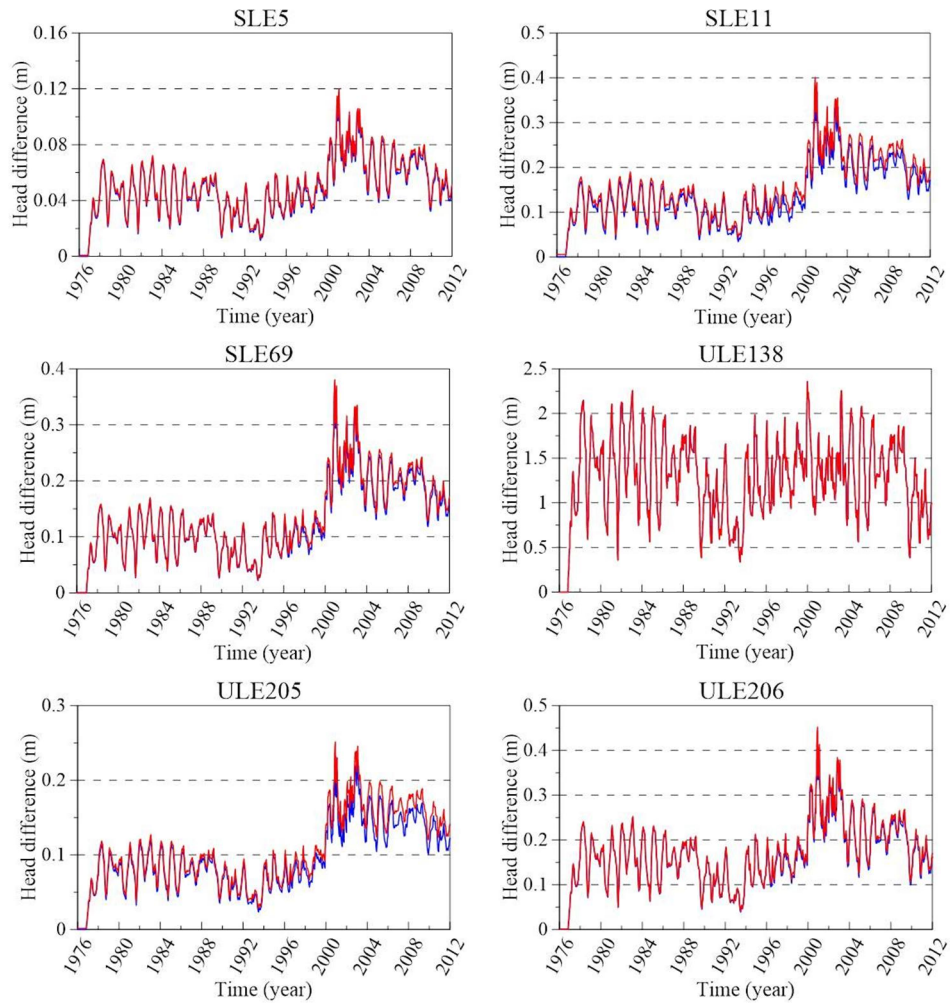 SLE5
Head difference (m)
0.16
0.12
0.08
0.04
0
1976 1980 1984 1988 1992 1996 2000 2004 2008 2012
Time (year)
SLE11
Head difference (m)
0.5
0.4
0.3
0.2
0.1
0
1976 1980 1984 1988 1992 1996 2000 2004 2008 2012
Time (year)
SLE69
Head difference (m)
0.4
0.3
0.2
0.1
0
1976 1980 1984 1988 1992 1996 2000 2004 2008 2012
Time (year)
ULE138
Head difference (m)
2.5
2
1.5
1
0.5
0
1976 1980 1984 1988 1992 1996 2000 2004 2008 2012
Time (year)
ULE205
Head difference (m)
0.3
0.2
0.1
0
1976 1980 1984 1988 1992 1996 2000 2004 2008 2012
Time (year)
ULE206
Head difference (m)
0.5
0.4
0.3
0.2
0.1
0
1976 1980 1984 1988 1992 1996 2000 2004 2008 2012
Time (year)